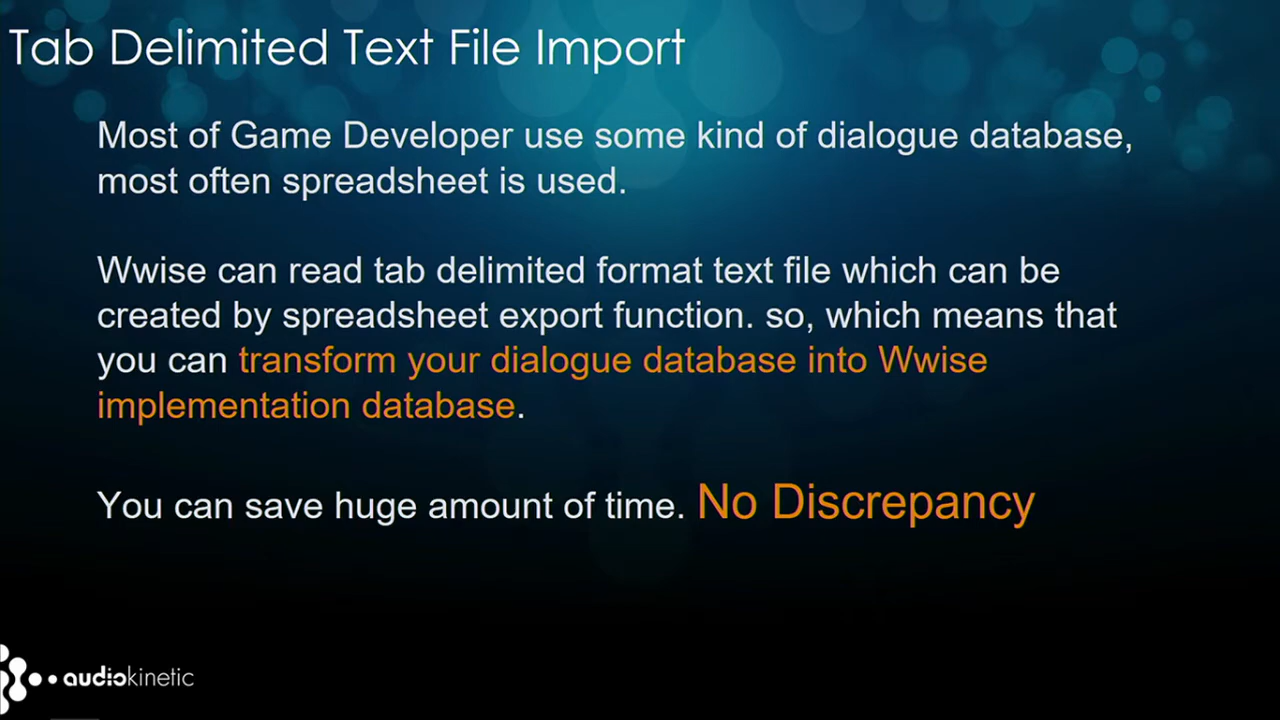 Tab Delimited Text File Import
Most of Game Developer use some kind of dialogue database,
most often spreadsheet is used.
Wwise can read tab delimited format text file which can be
created by spreadsheet export function. so, which means that
you can transform your dialogue database into Wwise
implementation database.
You can save huge amount of time. No Discrepancy
audiokinetic